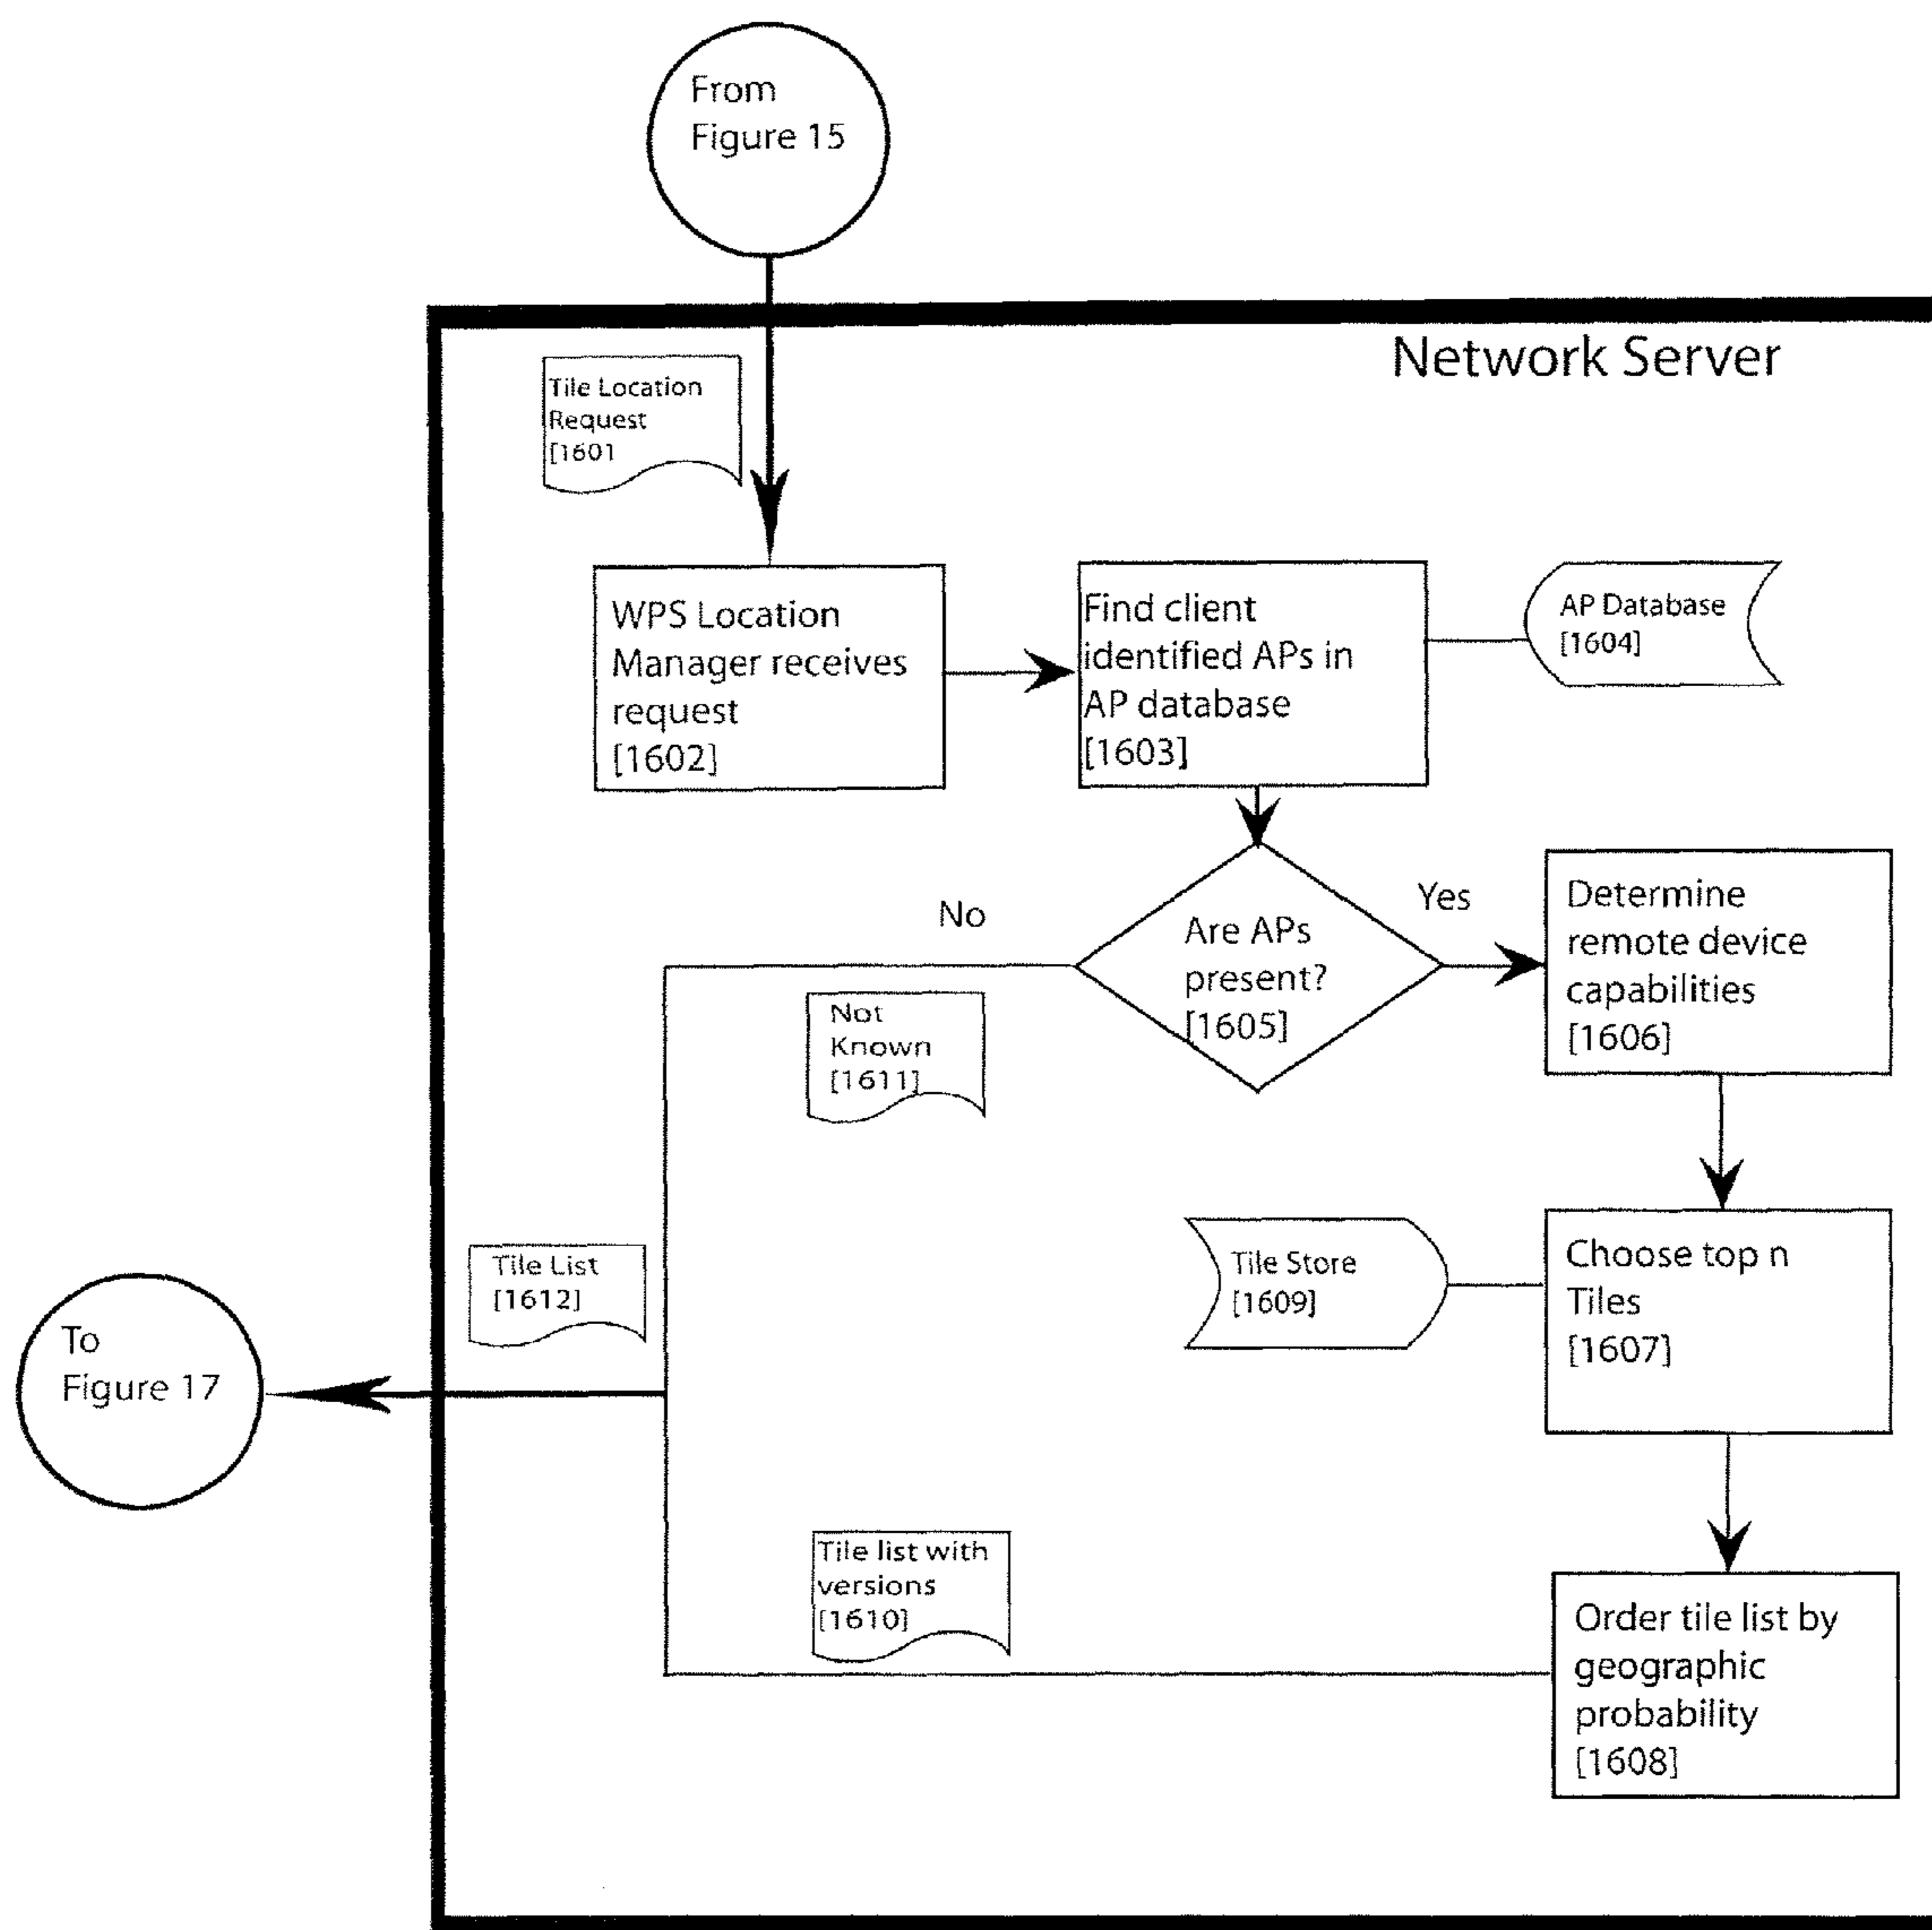 From
Figure 15
Network Server
Tile Location
Request
[1601
WPS Location
Manager receives
request
[1602]
Find client
identified APs in
AP database
[1603]
AP Database
[1604]
No
Are APs
present?
[1605]
Yes
Determine
remote device
capabilities
[1606]
Not
Known
[1611]
Tile List
[1612]
To
Figure 17
Tile Store
[1609]
Choose top n
Tiles
[1607]
Tile list with
versions
[1610]
Order tile list by
geographic
probability
[1608]